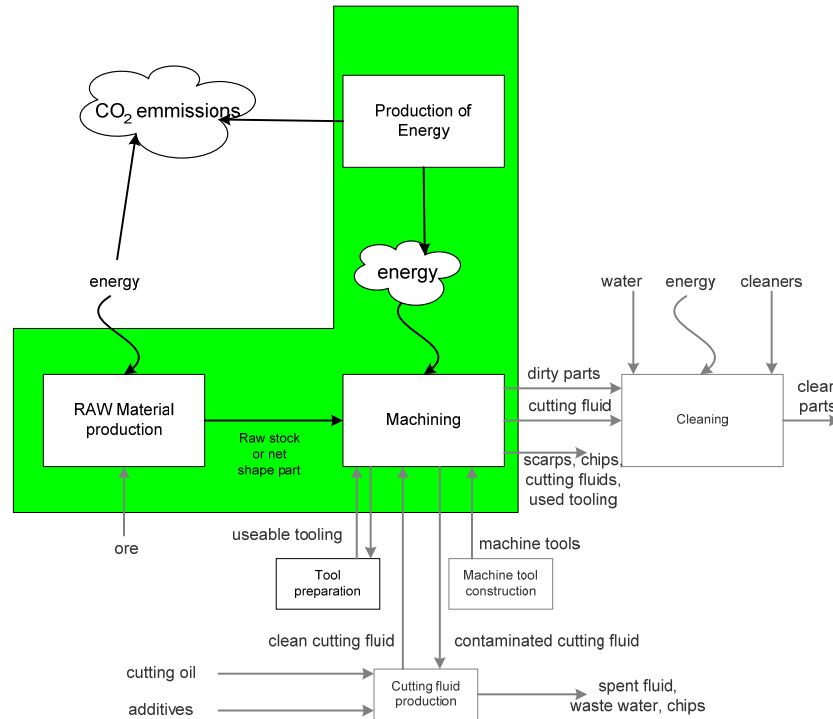 CO2 emmissions
Production of
Energy
energy
energy
water
energy
cleaners
RAW Material
production
Raw stock
or net
shape part
Machining
dirty parts
cutting fluid
scarps, chips,
cutting fluids,
used tooling
Cleaning
parts
ore
useable tooling
machine tools
Tool
preparation
Machine tool
construction
clean cutting fluid
contaminated cutting fluid
cutting oil
additives
Cutting fluid
production
spent fluid,
waste water, chips